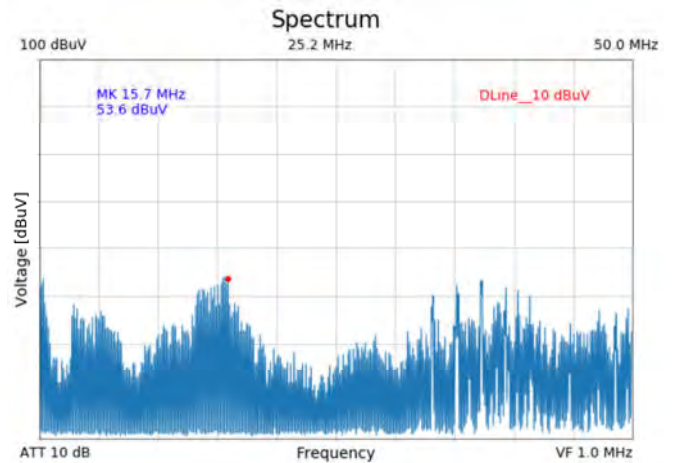 Spectrum
100 dBuV
25.2 MHz
50.0 MHz
MK 15.7 MHz
53.6 dBuV
DLine__10 dBuV
Voltage [dBuV]
ATT 10 dB
Frequency
VF 1.0 MHz